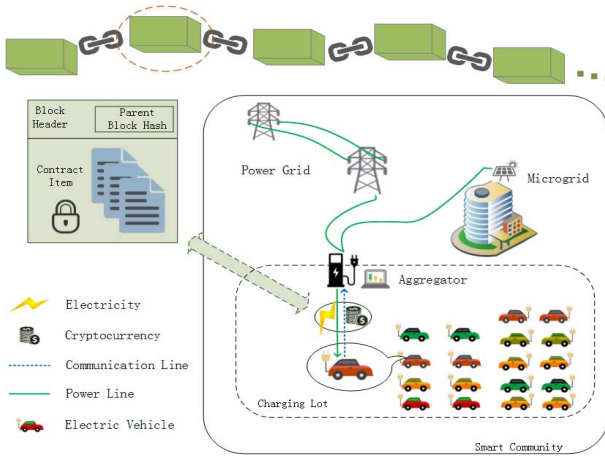 Block
Header
Parent
Block Hash
Contract
Item
Power Grid
Microgrid
Aggregator
Electricity
Cryptocurrency
Communication Line
Power Line
Electric Vehicle
Charging Lot
Smart Community